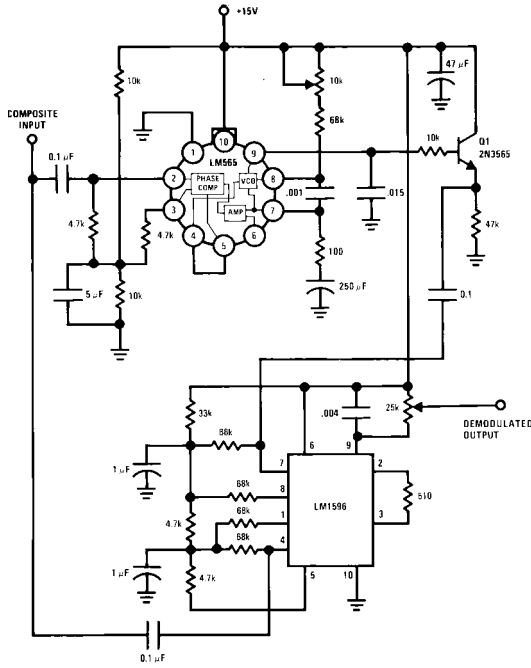 +15V
10k
47 µF
COMPOSITE
INPUT
10k
68k
0.1 µF
1
10
9
LM565
10k
Q1
2N3565
PHASE
COMP
VCO
AMP
2
8
.001
.015
3
7
4
5
6
4.7k
4.7k
100
47k
5 µF
10k
250 µF
0.1
33k
.004
25k
DEMODULATED
OUTPUT
68k
6
9
1 µF
7
2
68k
8
LM1596
510
4.7k
68k
1
3
68k
4
1 µF
4.7k
5
10
0.1 µF